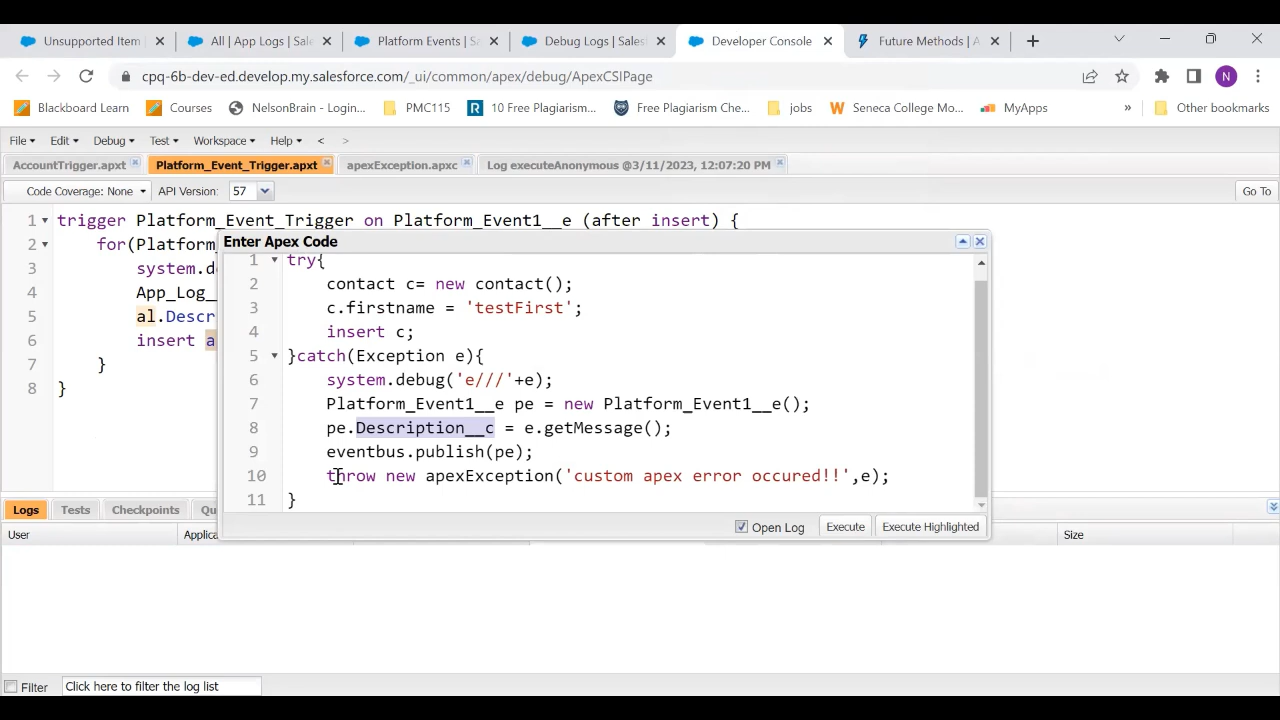 Unsupported Item
All | App Logs | Sale
Platform Events | S
Debug Logs | Sales
Developer Console
Future Methods | A
cpq-6b-dev-ed.develop.my.salesforce.com/_ui/common/apex/debug/ApexCSIPage
N
Blackboard Learn
Courses
NelsonBrain - Login...
PMC115
10 Free Plagiarism...
Free Plagiarism Che...
jobs
Seneca College Mo...
MyApps
»
Other bookmarks
File
Edit
Debug
Test
Workspace
Help
<
>
AccountTrigger.apxt
Platform_Event_Trigger.apxt
apexException.apxc
Log executeAnonymous @3/11/2023, 12:07:20 PM
Code Coverage: None
API Version:
57
Go To
1 trigger Platform_Event_Trigger on Platform_Event1__e (after insert) {
2 for(Platform_
3 system.d
4 App_Log_
5 al.Descr
6 insert a
7 }
8 }
Enter Apex Code
1 try{
2 contact c= new contact();
3 c.firstname = 'testFirst';
4 insert c;
5 }catch(Exception e){
6 system.debug('e///'+e);
7 Platform_Event1__e pe = new Platform_Event1__e();
8 pe.Description__c = e.getMessage();
9 eventbus.publish(pe);
10 throw new apexException('custom apex error occured!!',e);
11 }
Open Log
Execute
Execute Highlighted
Logs
Tests
Checkpoints
Qu
User
Applica
Size
Filter
Click here to filter the log list